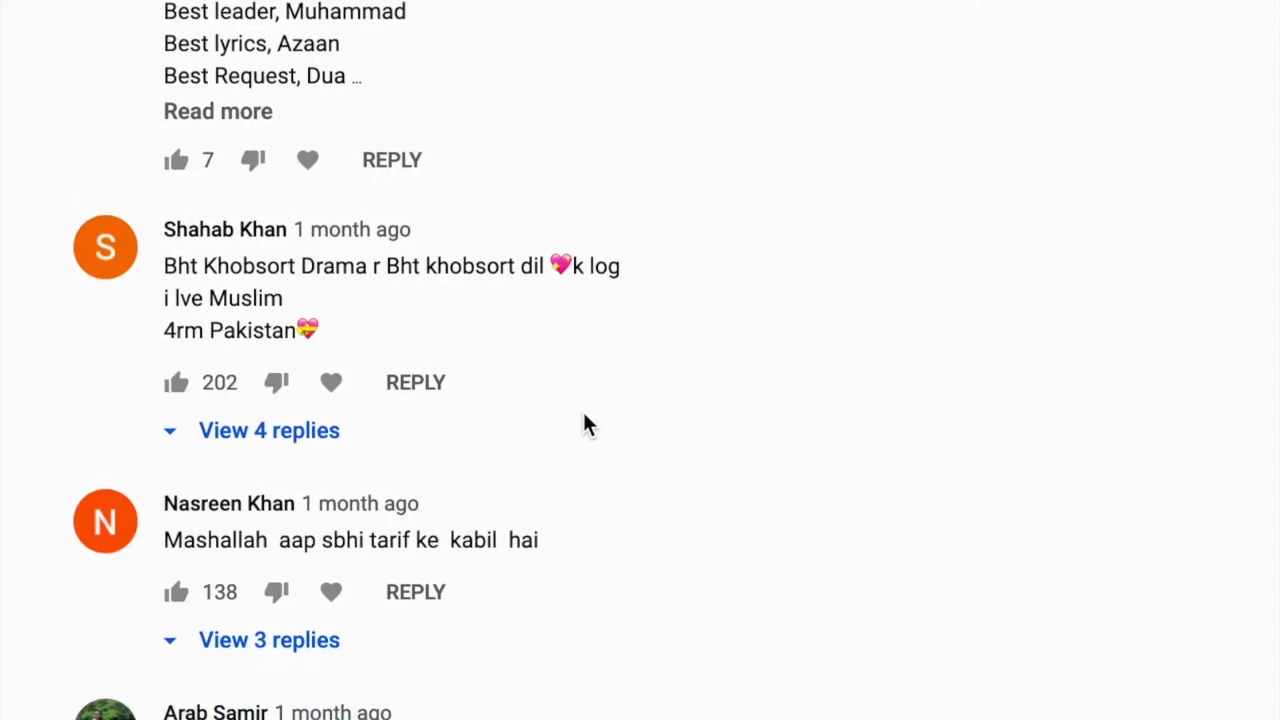 Best leader, Muhammad
Best lyrics, Azaan
Best Request, Dua ...
Read more
7 REPLY
S
Shahab Khan 1 month ago
Bht Khobsort Drama r Bht khobsort dil 💖k log
i lve Muslim
4rm Pakistan💝
202 REPLY
View 4 replies
N
Nasreen Khan 1 month ago
Mashallah  aap sbhi tarif ke  kabil  hai
138 REPLY
View 3 replies
Arab Samir 1 month ago